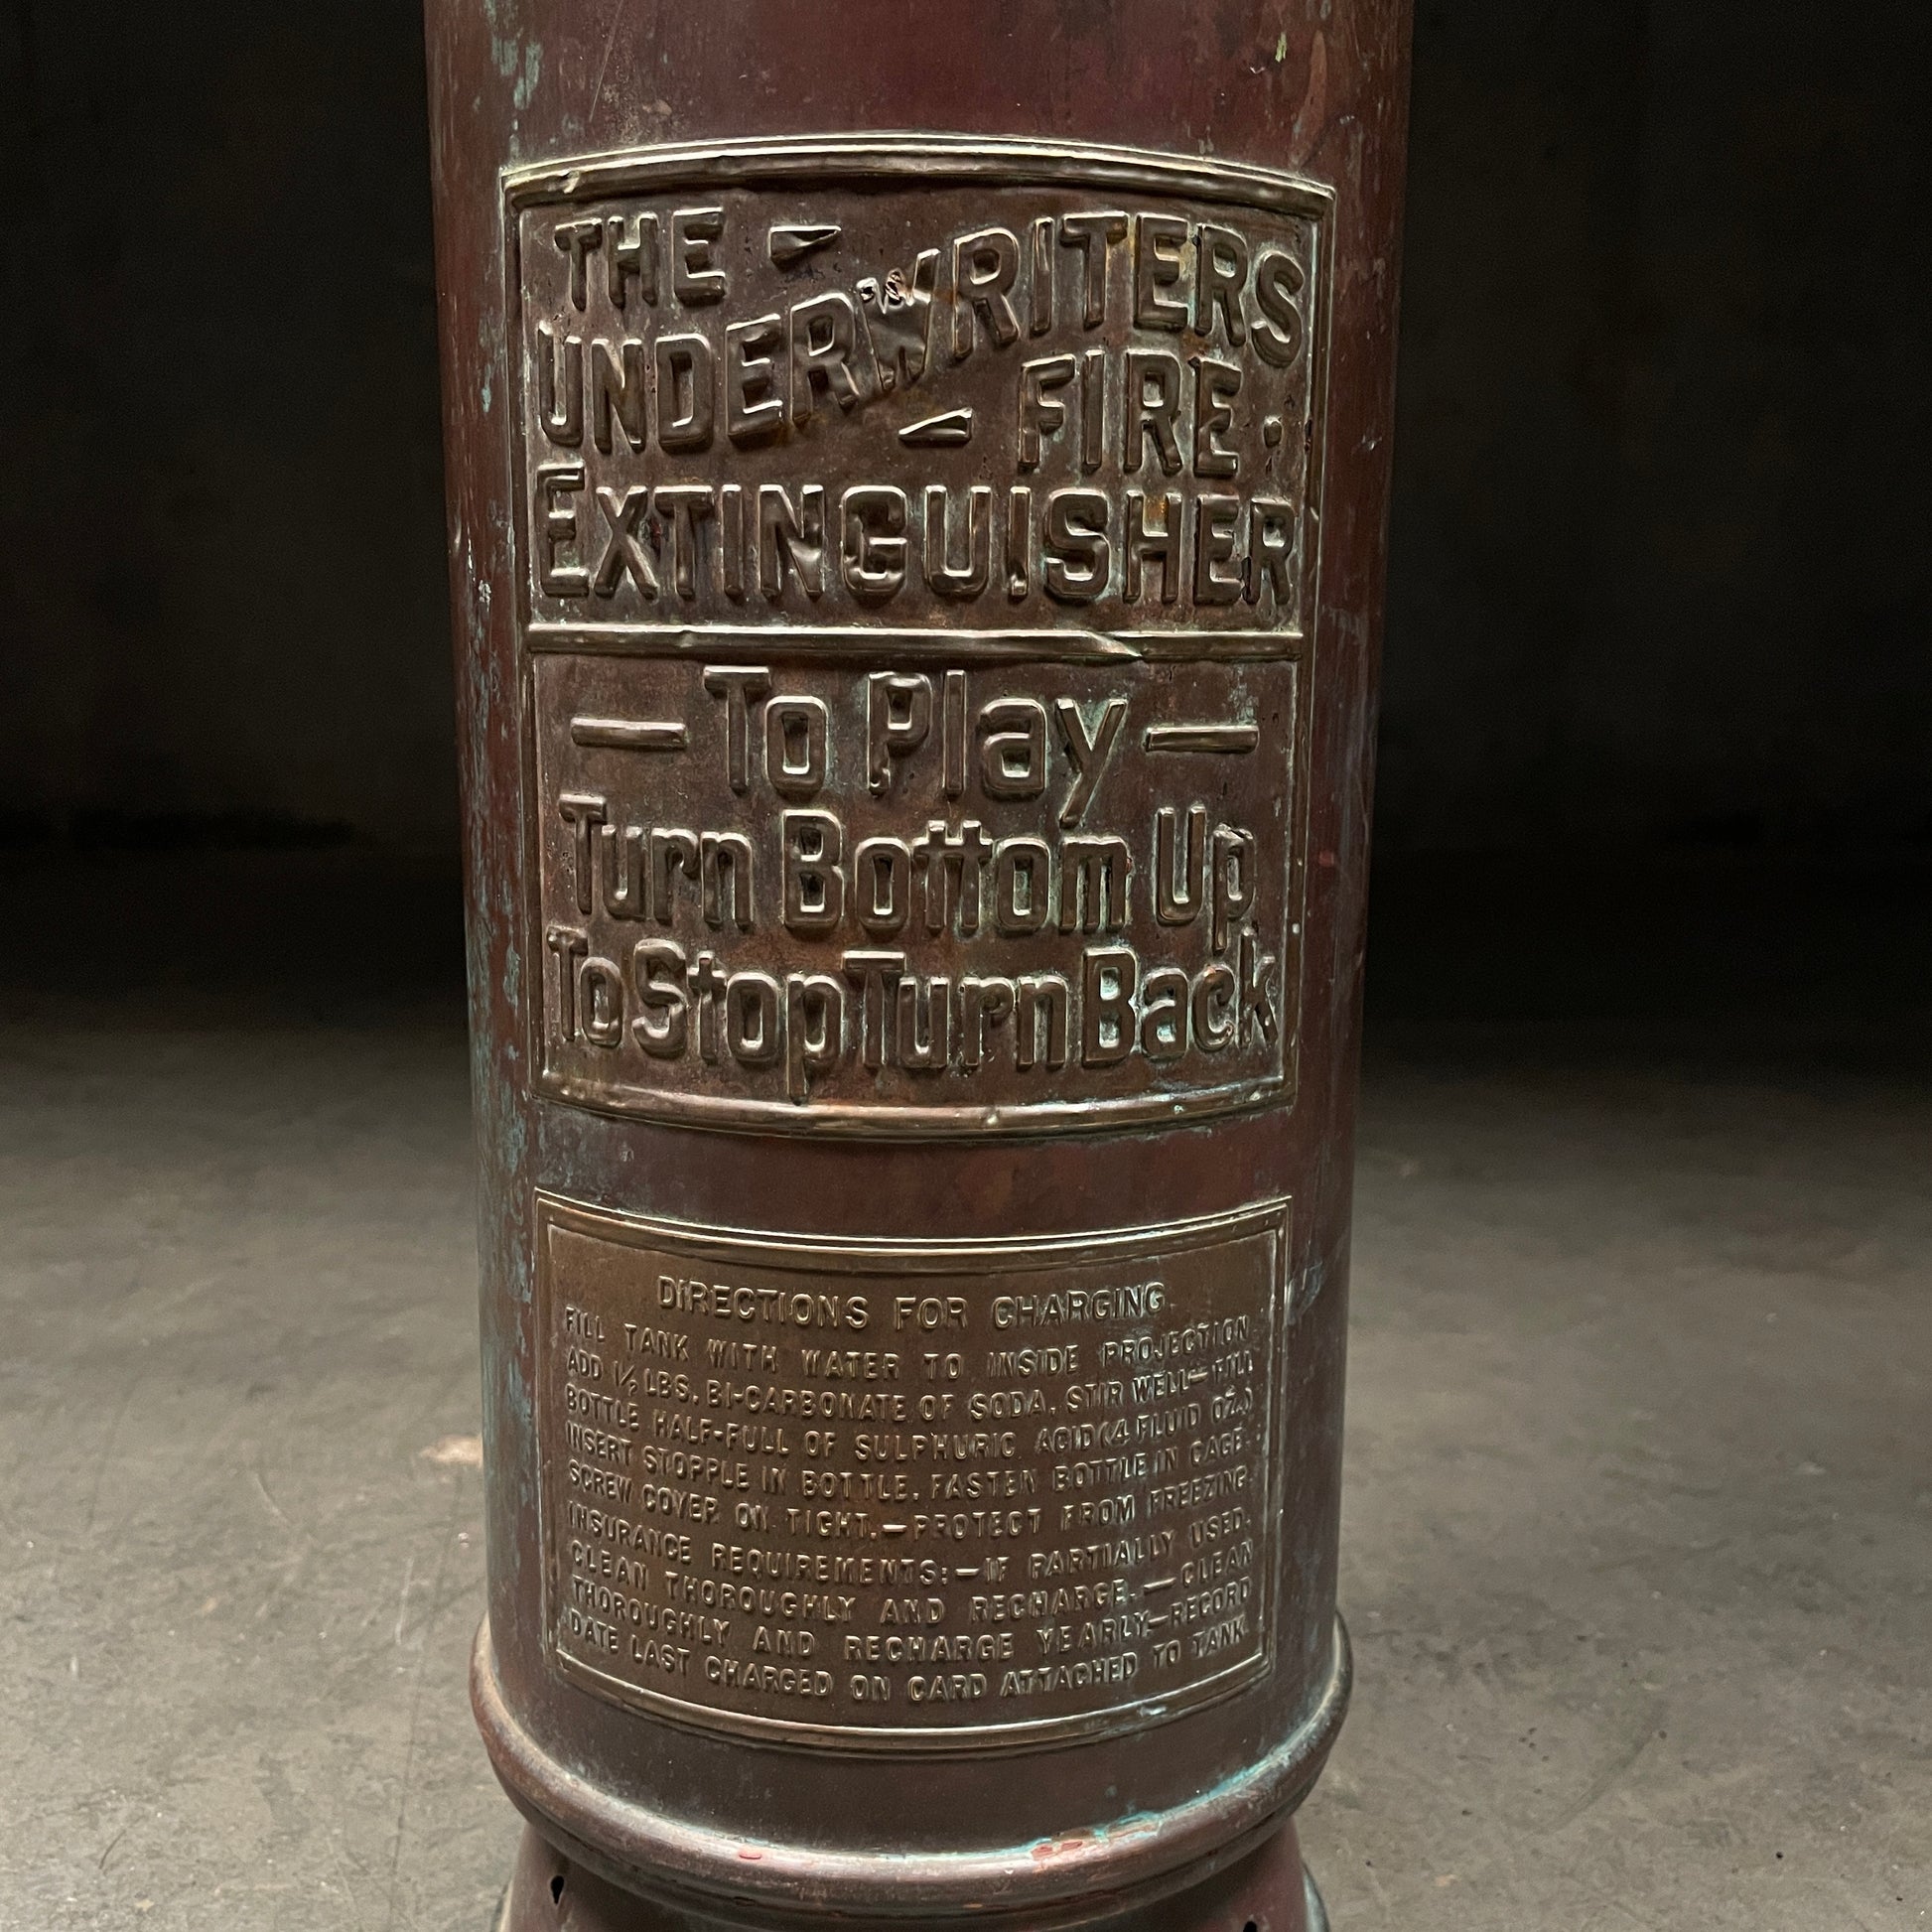 THE
UNDERWRITERS
FIRE
EXTINGUISHER
— To Play —
Turn Bottom Up
To Stop Turn Back
DIRECTIONS FOR CHARGING.
FILL TANK WITH WATER TO INSIDE PROJECTION
ADD 1½ LBS. BI-CARBONATE OF SODA. STIR WELL—FILL
BOTTLE HALF-FULL OF SULPHURIC ACID (4 FLUID OZ.)
INSERT STOPPLE IN BOTTLE, FASTEN BOTTLE IN CAGE.
SCREW COVER ON TIGHT.—PROTECT FROM FREEZING.
INSURANCE REQUIREMENTS:—IF PARTIALLY USED.
CLEAN THOROUGHLY AND RECHARGE.—CLEAN
THOROUGHLY AND RECHARGE YEARLY—RECORD
DATE LAST CHARGED ON CARD ATTACHED TO TANK.